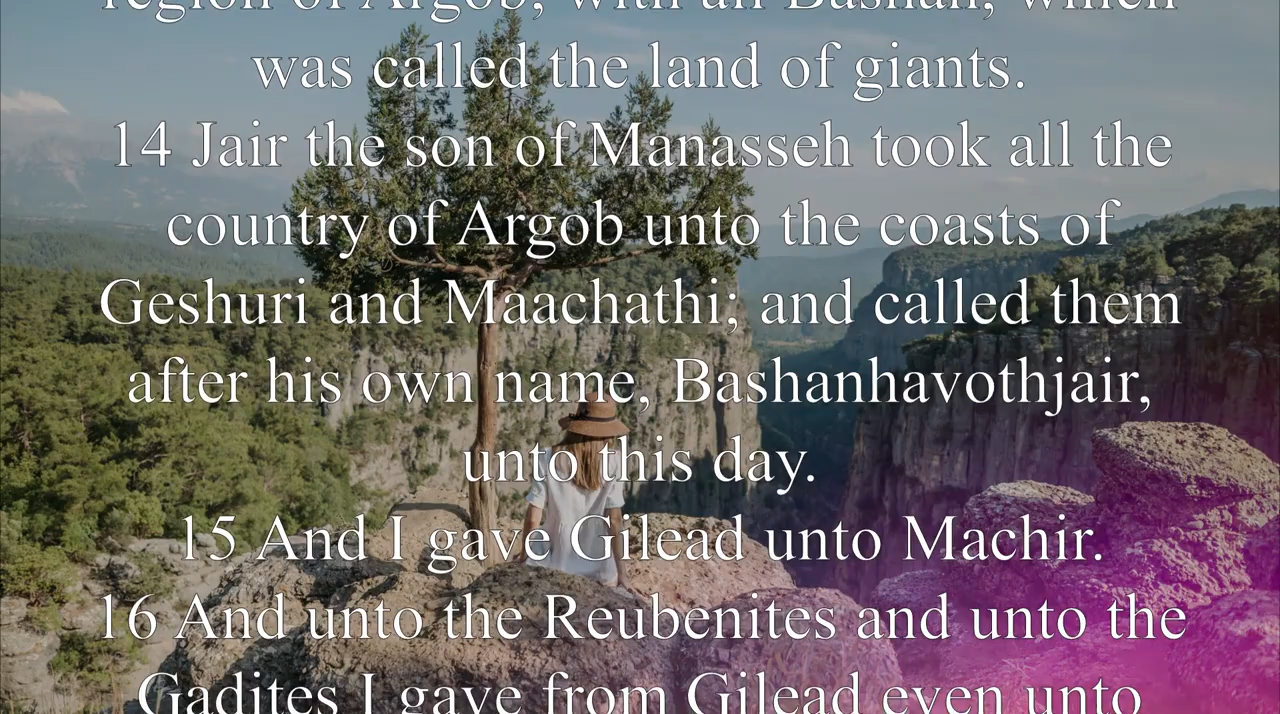 region of Argob, with all Bashan, which
was called the land of giants.
14 Jair the son of Manasseh took all the
country of Argob unto the coasts of
Geshuri and Maachathi; and called them
after his own name, Bashanhavothjair,
unto this day.
15 And I gave Gilead unto Machir.
16 And unto the Reubenites and unto the
Gadites I gave from Gilead even unto